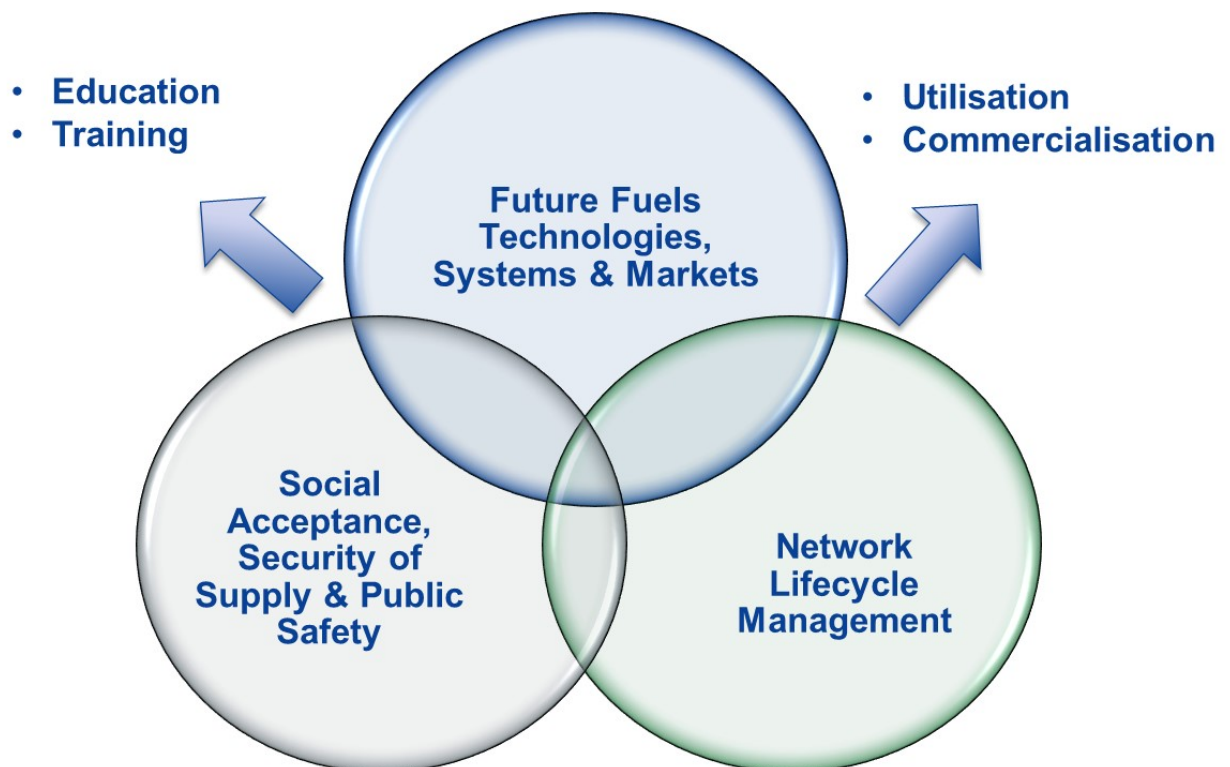 • Education
• Training
• Utilisation
• Commercialisation
Future Fuels
Technologies,
Systems & Markets
Social
Acceptance,
Security of
Supply & Public
Safety
Network
Lifecycle
Management